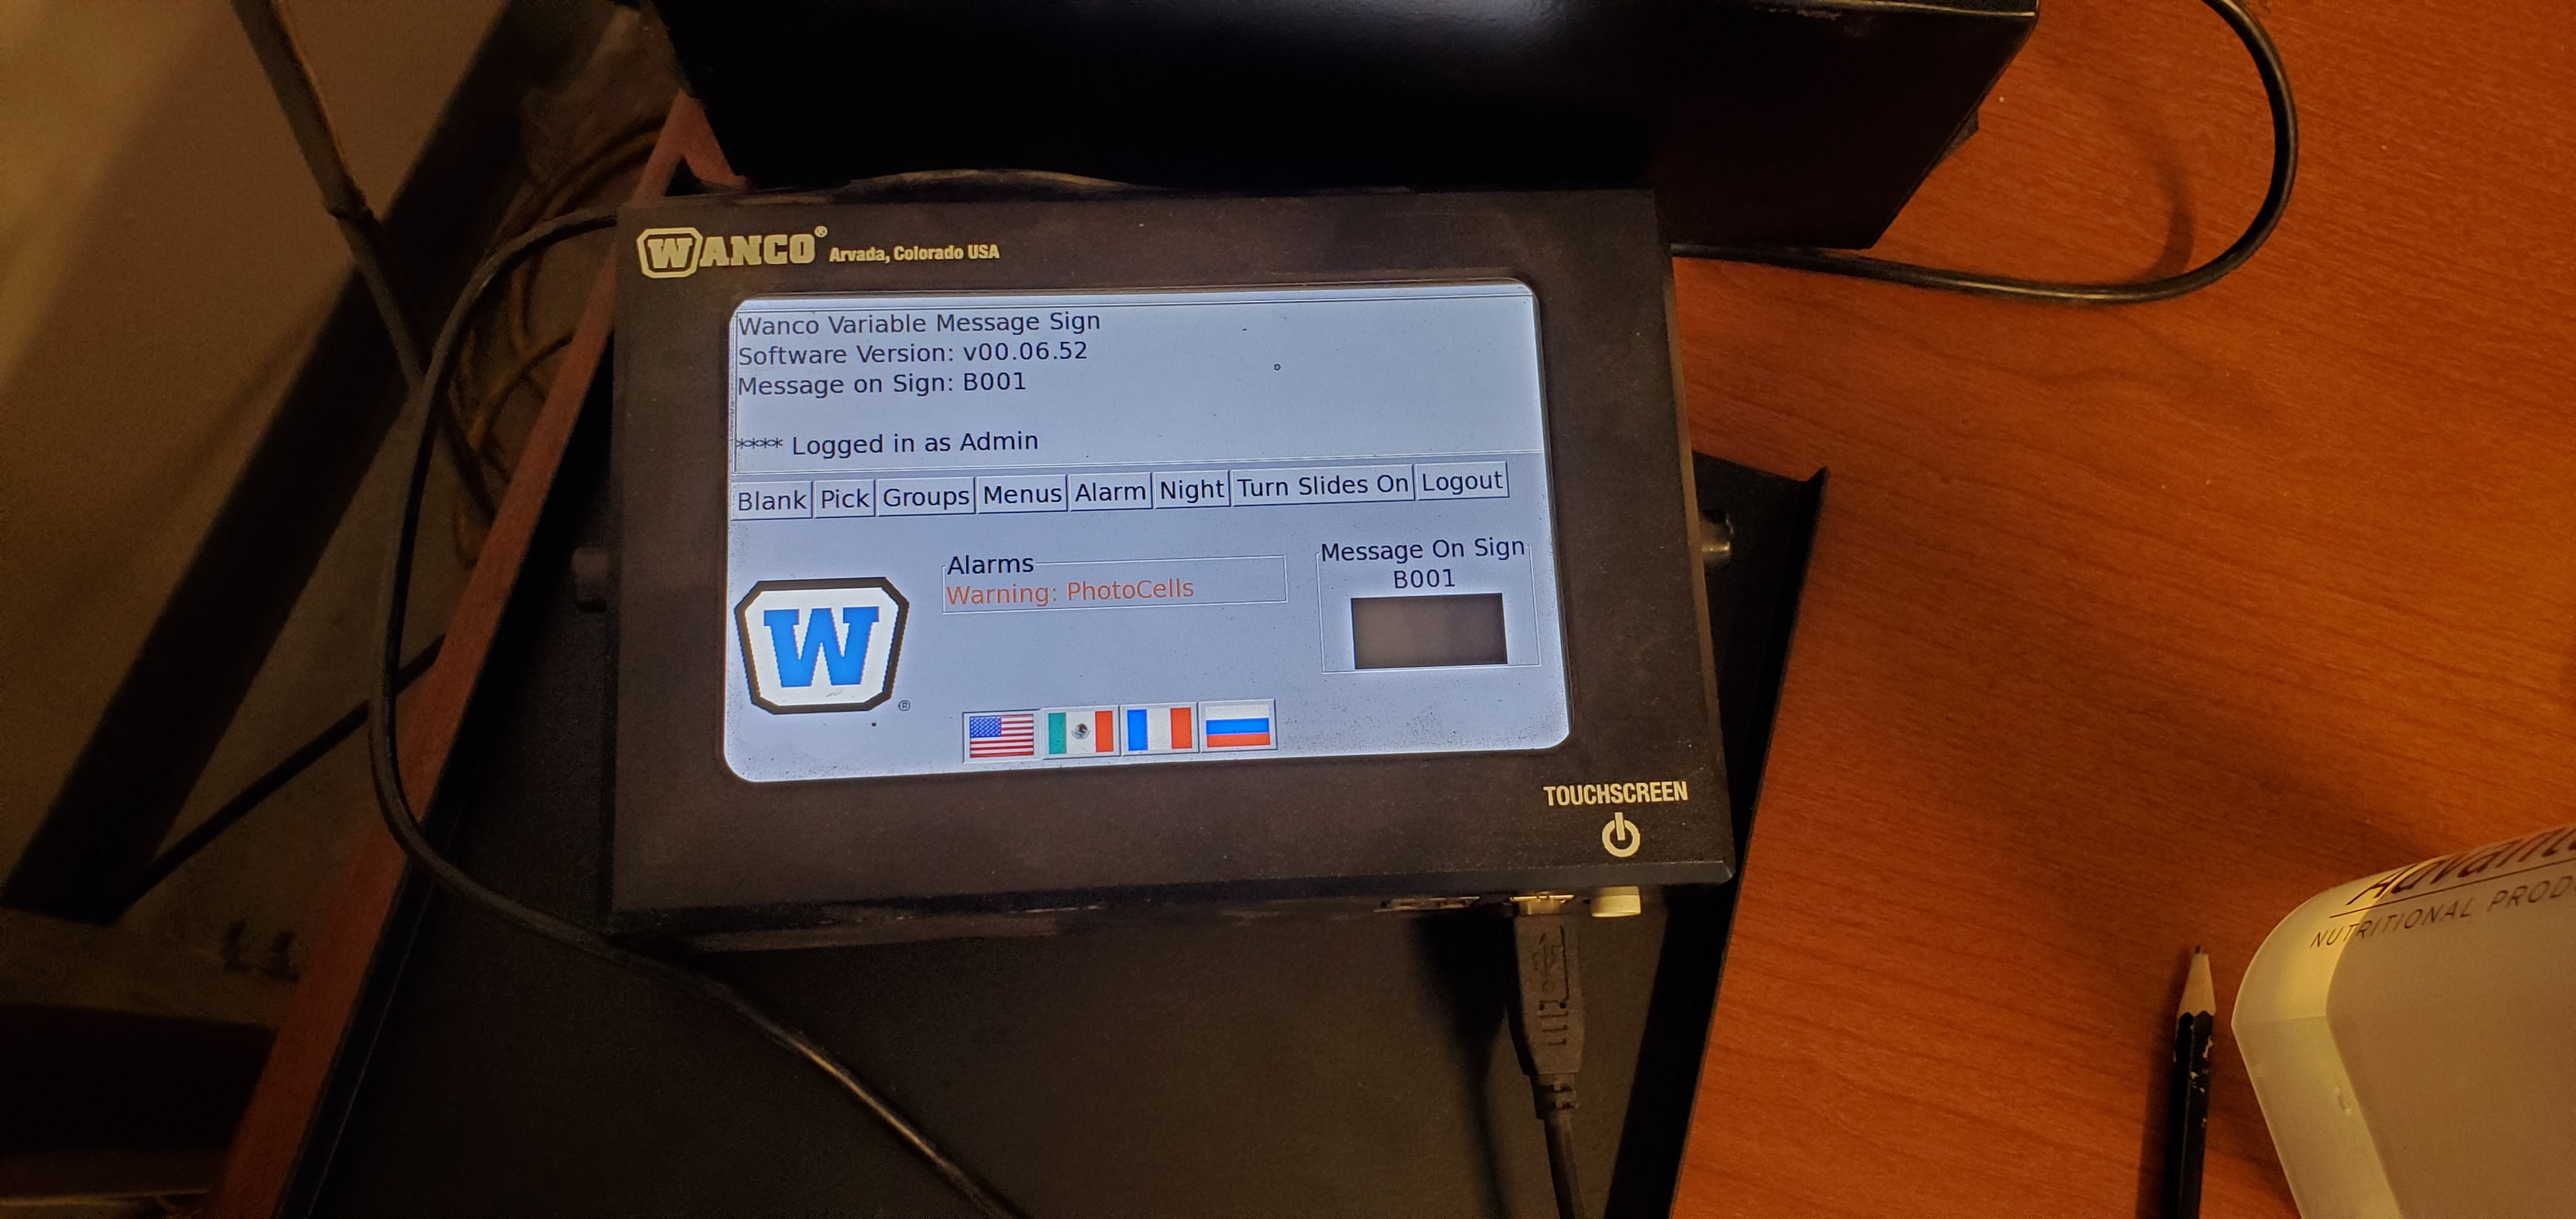 WANCO® Arvada, Colorado USA
Wanco Variable Message Sign
Software Version: v00.06.52
Message on Sign: B001
**** Logged in as Admin
Blank Pick Groups Menus Alarm Night Turn Slides On Logout
Alarms
Warning: PhotoCells
Message On Sign
B001
W ®
TOUCHSCREEN
NUTRITIONAL